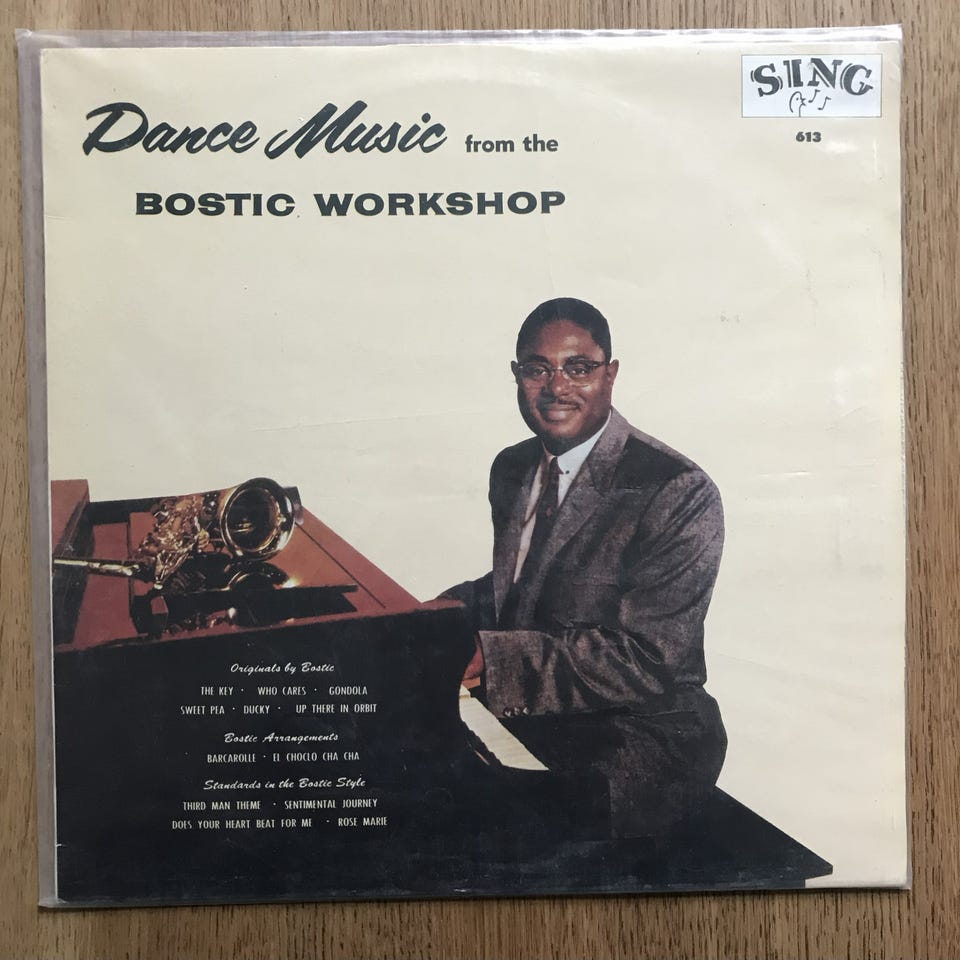 Dance Music from the
BOSTIC WORKSHOP
SING
613
Originals by Bostic
THE KEY · WHO CARES · GONDOLA
SWEET PEA · DUCKY · UP THERE IN ORBIT
Bostic Arrangements
BARCAROLLE · EL CHOCLO CHA CHA
Standards in the Bostic Style
THIRD MAN THEME · SENTIMENTAL JOURNEY
DOES YOUR HEART BEAT FOR ME · ROSE MARIE